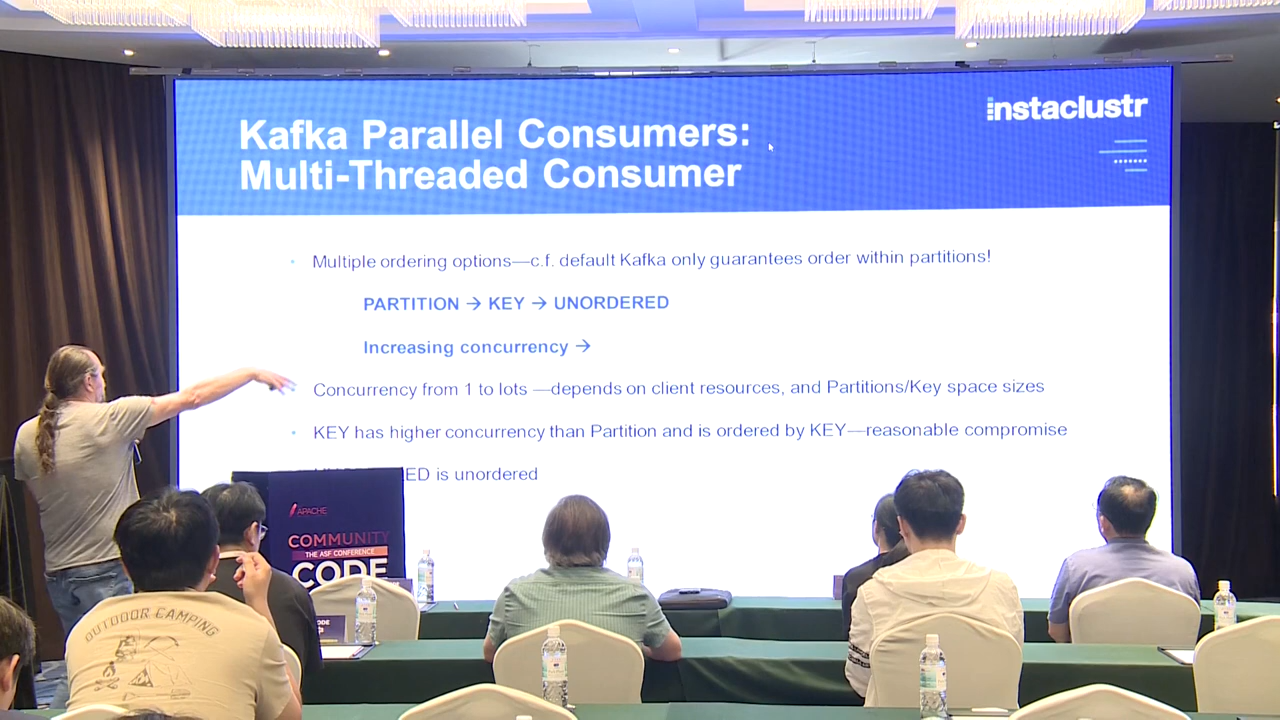 instaclustr
Kafka Parallel Consumers:
Multi-Threaded Consumer
• Multiple ordering options—c.f. default Kafka only guarantees order within partitions!
PARTITION → KEY → UNORDERED
Increasing concurrency →
• Concurrency from 1 to lots —depends on client resources, and Partitions/Key space sizes
• KEY has higher concurrency than Partition and is ordered by KEY—reasonable compromise
ED is unordered
APACHE
COMMUNITY
THE ASF CONFERENCE
CODE
OUTDOOR CAMPING